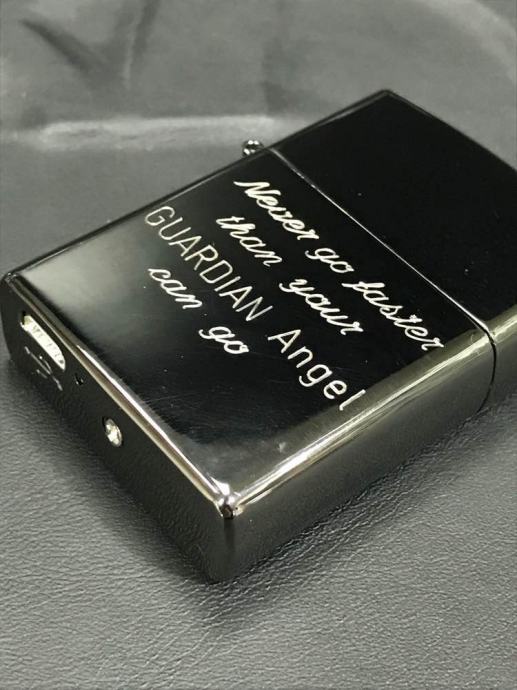 Never go faster
than your
GUARDIAN Angel
can go